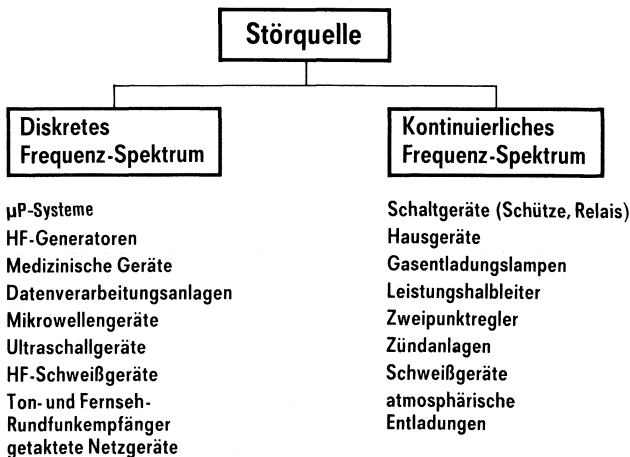 Störquelle
Diskretes
Frequenz-Spektrum
µP-Systeme
HF-Generatoren
Medizinische Geräte
Datenverarbeitungsanlagen
Mikrowellengeräte
Ultraschallgeräte
HF-Schweißgeräte
Ton- und Fernseh-
Rundfunkempfänger
getaktete Netzgeräte
Kontinuierliches
Frequenz-Spektrum
Schaltgeräte (Schütze, Relais)
Hausgeräte
Gasentladungslampen
Leistungshalbleiter
Zweipunktregler
Zündanlagen
Schweißgeräte
atmosphärische
Entladungen